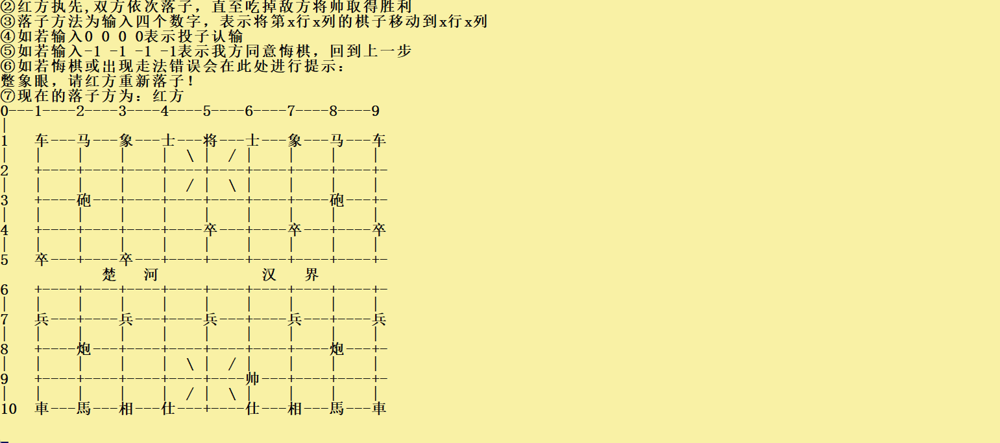 ②红方执先,双方依次落子，直至吃掉敌方将帅取得胜利
③落子方法为输入四个数字，表示将第x行x列的棋子移动到x行x列
④如若输入0 0 0 0表示投子认输
⑤如若输入-1 -1 -1 -1表示我方同意悔棋，回到上一步
⑥如若悔棋或出现走法错误会在此处进行提示：
蹩象眼，请红方重新落子！
⑦现在的落子方为：红方
0---1----2----3----4----5----6----7----8----9
|
1   车---马---象---士---将---士---象---马---车
|   |    |    |    |  \ |  / |    |    |    |
2   +----+----+----+----+----+----+----+----+-
|   |    |    |    |  / |  \ |    |    |    |
3   +----砲---+----+----+----+----+----砲---+-
|   |    |    |    |    |    |    |    |    |
4   +----+----+----+----卒---+----卒---+----卒
|   |    |    |    |    |    |    |    |    |
5   卒---+----卒---+----+----+----+----+----+-
楚   河             汉   界
6   +----+----+----+----+----+----+----+----+-
|   |    |    |    |    |    |    |    |    |
7   兵---+----兵---+----兵---+----兵---+----兵
|   |    |    |    |    |    |    |    |    |
8   +----炮---+----+----+----+----+----炮---+-
|   |    |    |    |  \ |  / |    |    |    |
9   +----+----+----+----+----帅---+----+----+-
|   |    |    |    |  / |  \ |    |    |    |
10  車---馬---相---仕---+----仕---相---馬---車